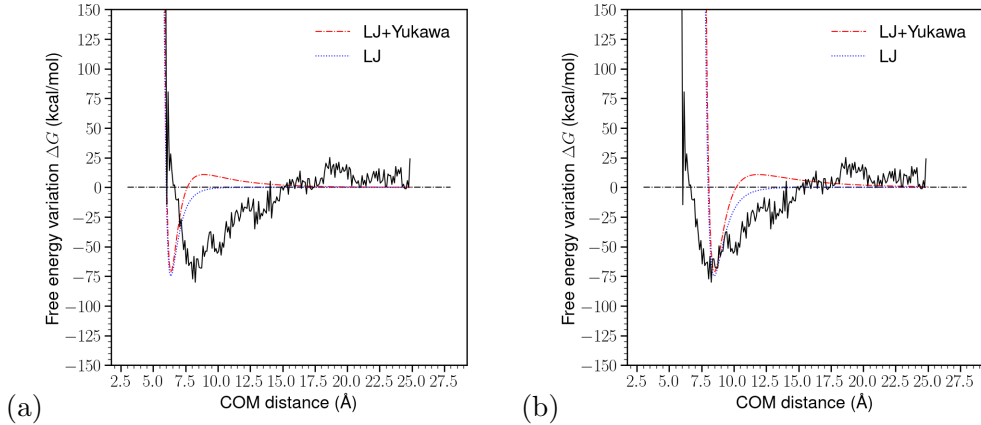 150
125
100
75
50
25
0
−25
−50
−75
−100
−125
−150
Free energy variation ΔG (kcal/mol)
LJ+Yukawa
LJ
2.5 5.0 7.5 10.0 12.5 15.0 17.5 20.0 22.5 25.0 27.5
COM distance (Å)
(a)
150
125
100
75
50
25
0
−25
−50
−75
−100
−125
−150
Free energy variation ΔG (kcal/mol)
LJ+Yukawa
LJ
2.5 5.0 7.5 10.0 12.5 15.0 17.5 20.0 22.5 25.0 27.5
COM distance (Å)
(b)